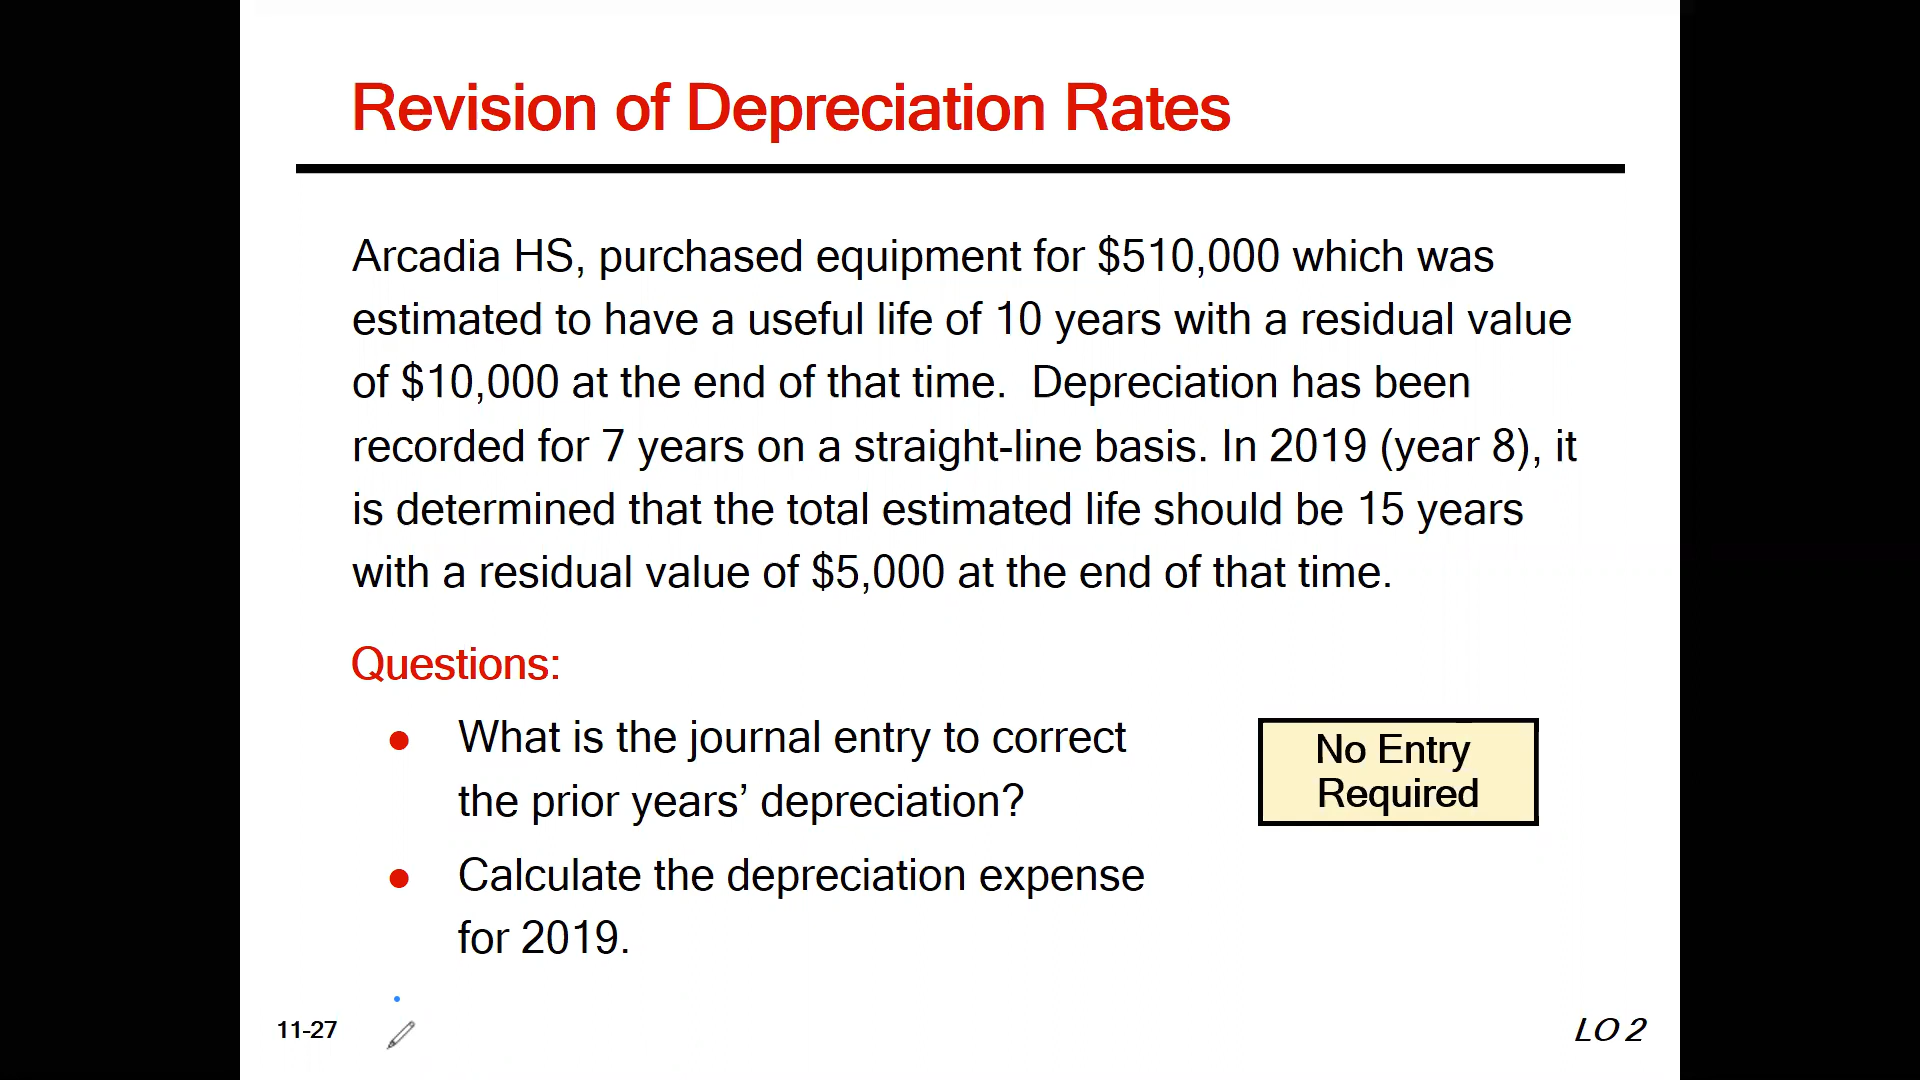 Revision of Depreciation Rates
Arcadia HS, purchased equipment for $510,000 which was
estimated to have a useful life of 10 years with a residual value
of $10,000 at the end of that time.  Depreciation has been
recorded for 7 years on a straight-line basis. In 2019 (year 8), it
is determined that the total estimated life should be 15 years
with a residual value of $5,000 at the end of that time.
Questions:
● What is the journal entry to correct
the prior years’ depreciation?
No Entry
Required
● Calculate the depreciation expense
for 2019.
11-27
LO 2